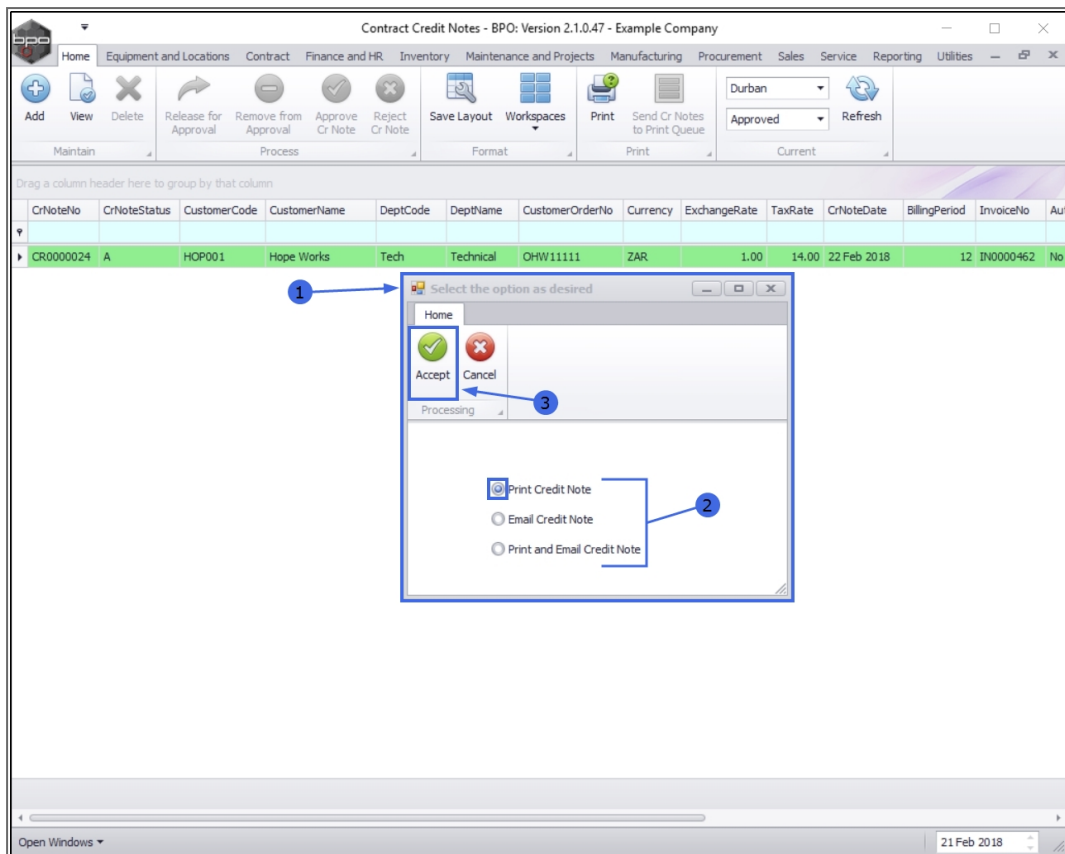 Contract Credit Notes - BPO: Version 2.1.0.47 - Example Company
bpo
Home Equipment and Locations Contract Finance and HR Inventory Maintenance and Projects Manufacturing Procurement Sales Service Reporting Utilities
Add View Delete Release for Approval Remove from Approval Approve Cr Note Reject Cr Note Save Layout Workspaces Print Send Cr Notes to Print Queue Durban Approved Refresh
Maintain Process Format Print Current
Drag a column header here to group by that column
CrNoteNo CrNoteStatus CustomerCode CustomerName DeptCode DeptName CustomerOrderNo Currency ExchangeRate TaxRate CrNoteDate BillingPeriod InvoiceNo Au
CR0000024 A HOP001 Hope Works Tech Technical OHW11111 ZAR 1.00 14.00 22 Feb 2018 12 IN0000462 No
1
Select the option as desired
Home
Accept Cancel
3
Processing
Print Credit Note
2
Email Credit Note
Print and Email Credit Note
Open Windows
21 Feb 2018